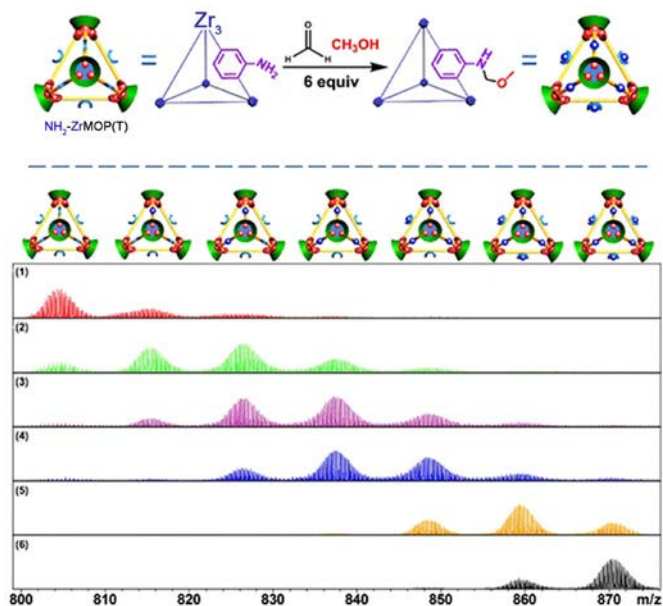 Zr3
O
H H
CH3OH
6 equiv
NH2
H
N
O
NH2-ZrMOP(T)
(1)
(2)
(3)
(4)
(5)
(6)
800 810 820 830 840 850 860 870 m/z